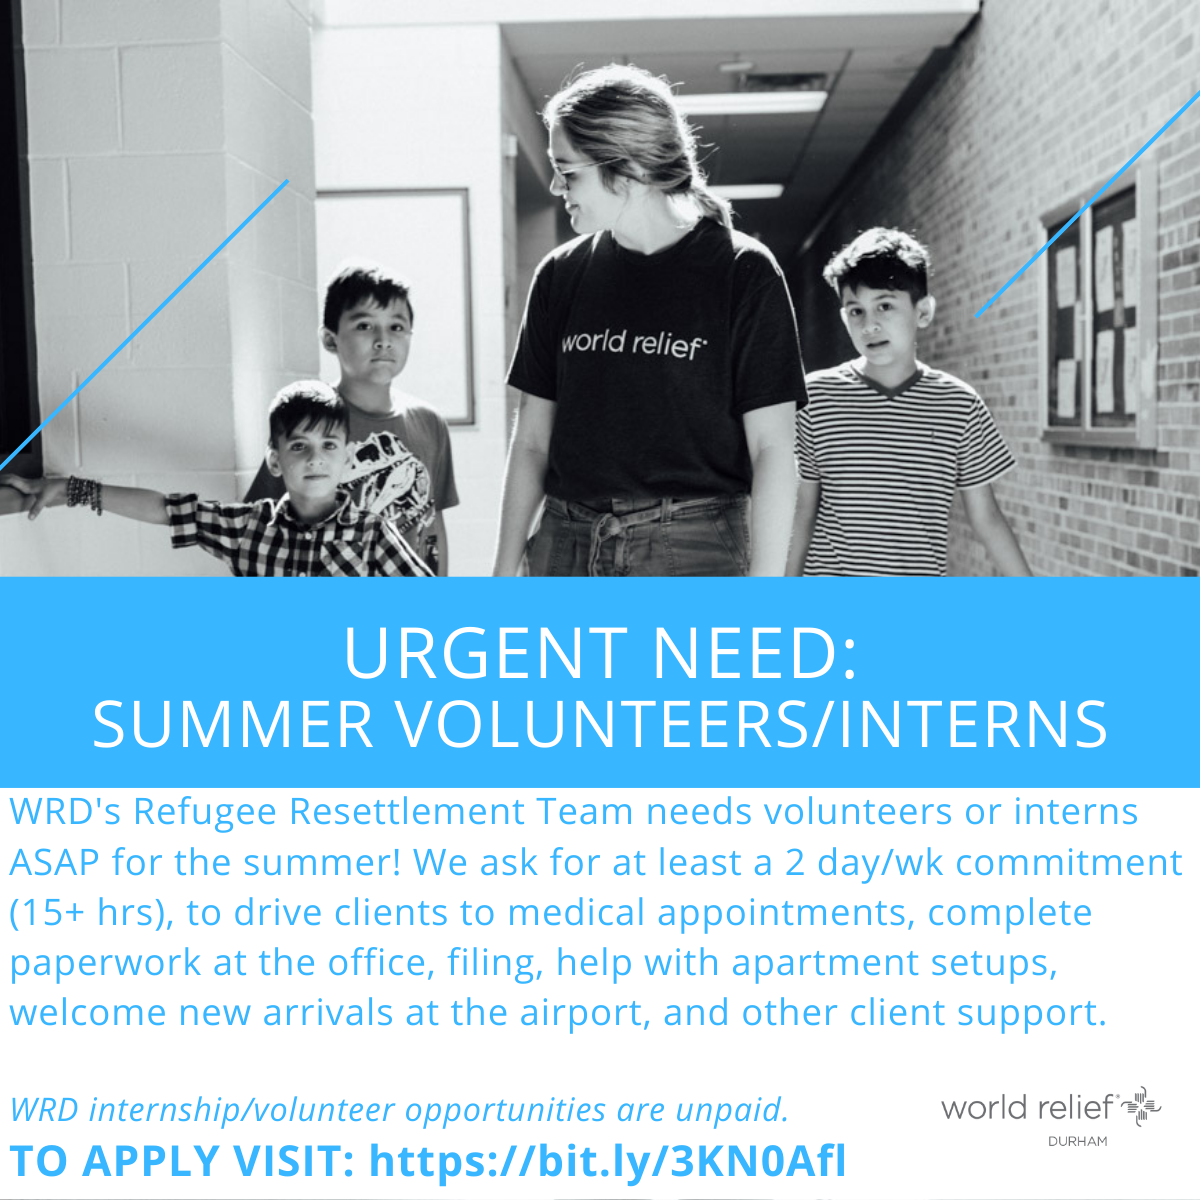 world relief
URGENT NEED:
SUMMER VOLUNTEERS/INTERNS
WRD's Refugee Resettlement Team needs volunteers or interns
ASAP for the summer! We ask for at least a 2 day/wk commitment
(15+ hrs), to drive clients to medical appointments, complete
paperwork at the office, filing, help with apartment setups,
welcome new arrivals at the airport, and other client support.
WRD internship/volunteer opportunities are unpaid.
world relief
DURHAM
TO APPLY VISIT: https://bit.ly/3KN0Afl